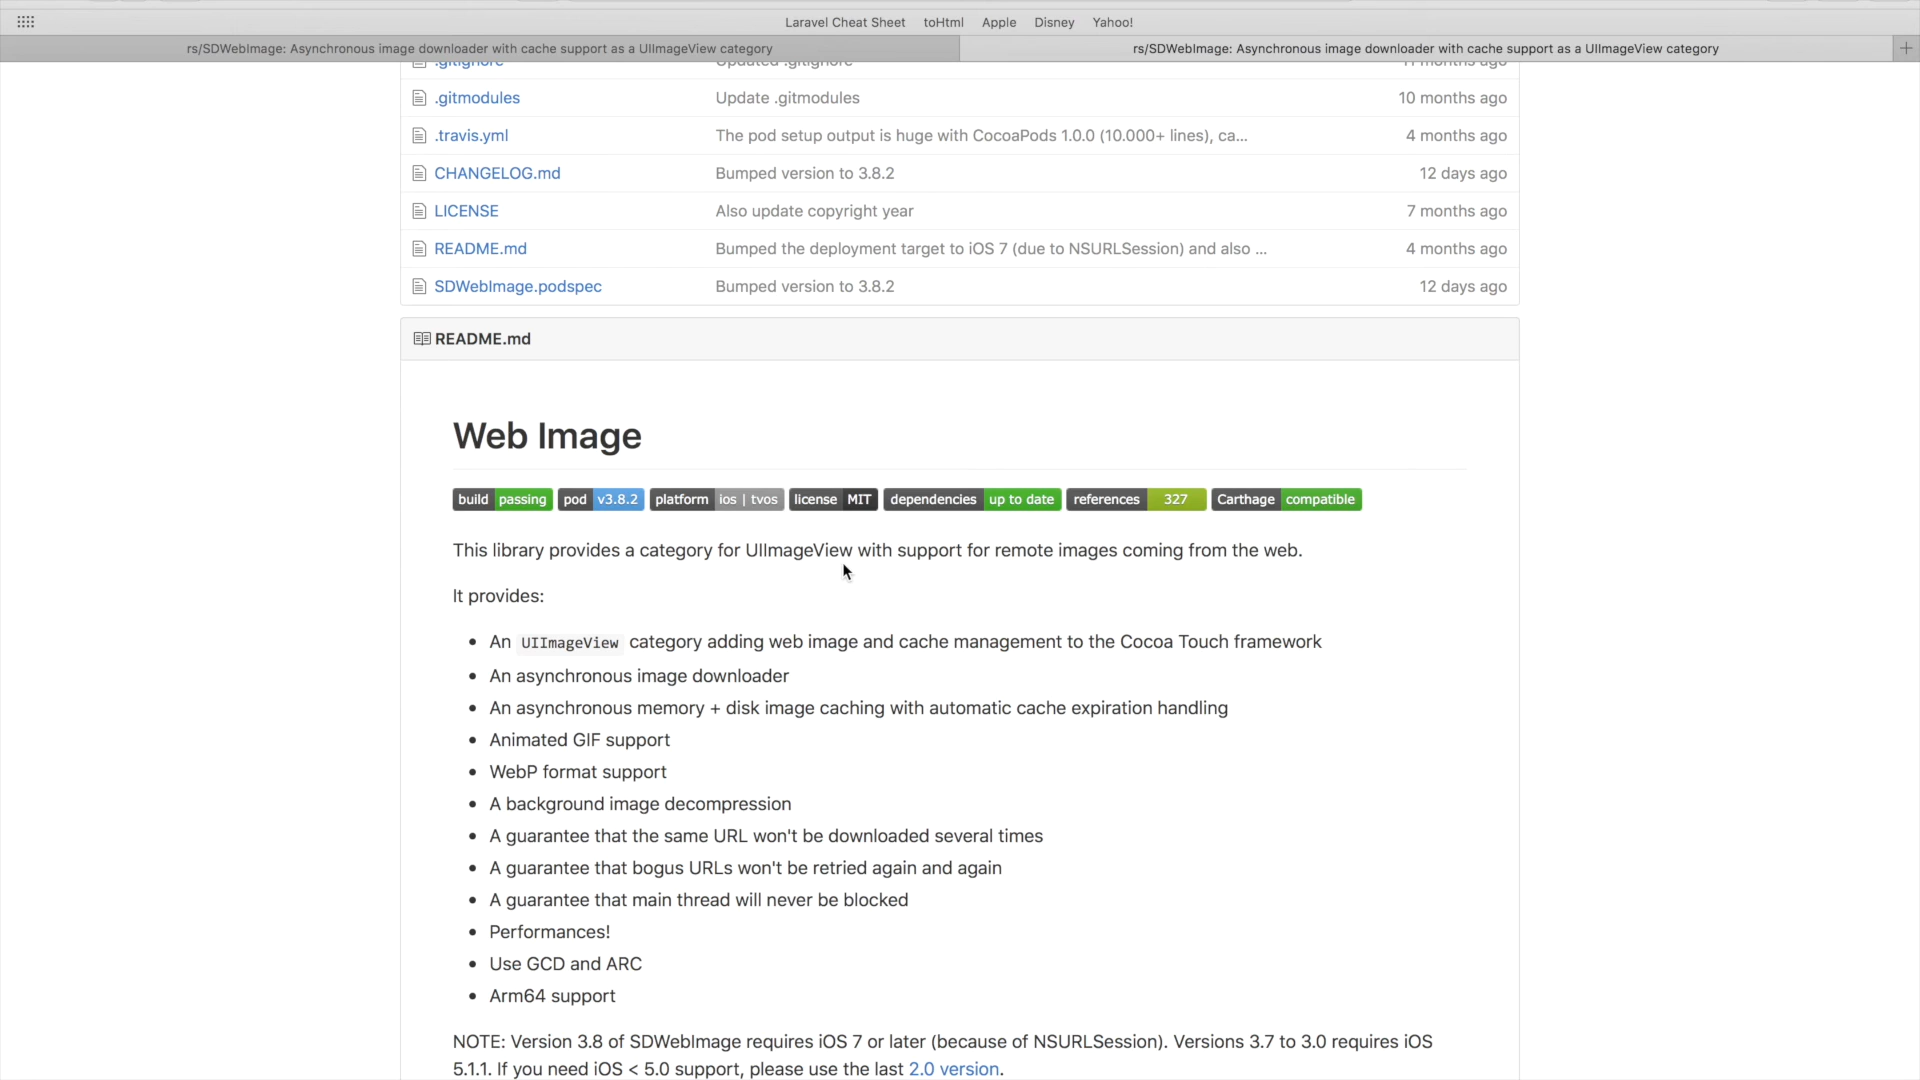 Laravel Cheat Sheet toHtml Apple Disney Yahoo!
rs/SDWebImage: Asynchronous image downloader with cache support as a UIImageView category rs/SDWebImage: Asynchronous image downloader with cache support as a UIImageView category
.gitignore Updated .gitignore 11 months ago
.gitmodules Update .gitmodules 10 months ago
.travis.yml The pod setup output is huge with CocoaPods 1.0.0 (10.000+ lines), ca... 4 months ago
CHANGELOG.md Bumped version to 3.8.2 12 days ago
LICENSE Also update copyright year 7 months ago
README.md Bumped the deployment target to iOS 7 (due to NSURLSession) and also ... 4 months ago
SDWebImage.podspec Bumped version to 3.8.2 12 days ago
README.md
Web Image
build passing pod v3.8.2 platform ios | tvos license MIT dependencies up to date references 327 Carthage compatible
This library provides a category for UIImageView with support for remote images coming from the web.
It provides:
• An UIImageView category adding web image and cache management to the Cocoa Touch framework
• An asynchronous image downloader
• An asynchronous memory + disk image caching with automatic cache expiration handling
• Animated GIF support
• WebP format support
• A background image decompression
• A guarantee that the same URL won't be downloaded several times
• A guarantee that bogus URLs won't be retried again and again
• A guarantee that main thread will never be blocked
• Performances!
• Use GCD and ARC
• Arm64 support
NOTE: Version 3.8 of SDWebImage requires iOS 7 or later (because of NSURLSession). Versions 3.7 to 3.0 requires iOS
5.1.1. If you need iOS < 5.0 support, please use the last 2.0 version.